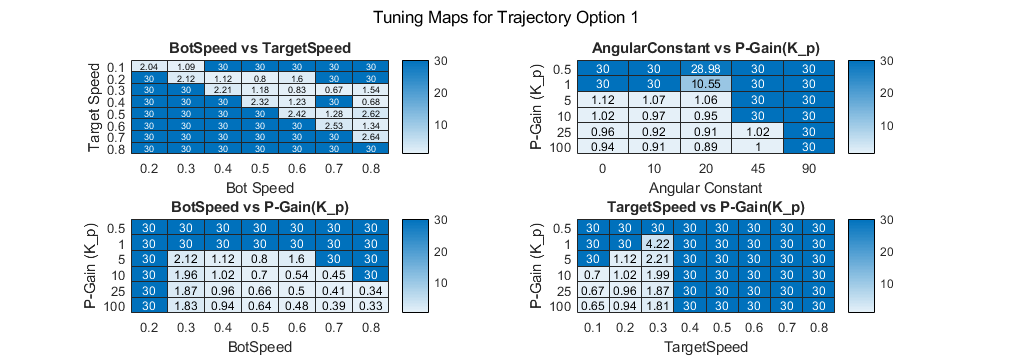 Tuning Maps for Trajectory Option 1
BotSpeed vs TargetSpeed
Target Speed
0.1 2.04 1.09 30 30 30 30 30
0.2 30 2.12 1.12 0.8 1.6 30 30
0.3 30 30 2.21 1.18 0.83 0.67 1.54
0.4 30 30 30 2.32 1.23 30 0.68
0.5 30 30 30 30 2.42 1.28 2.62
0.6 30 30 30 30 30 2.53 1.34
0.7 30 30 30 30 30 30 2.64
0.8 30 30 30 30 30 30 30
0.2 0.3 0.4 0.5 0.6 0.7 0.8
Bot Speed
30
20
10
AngularConstant vs P-Gain(K_p)
P-Gain (K_p)
0.5 30 30 28.98 30 30
1 30 30 10.55 30 30
5 1.12 1.07 1.06 30 30
10 1.02 0.97 0.95 30 30
25 0.96 0.92 0.91 1.02 30
100 0.94 0.91 0.89 1 30
0 10 20 45 90
Angular Constant
30
20
10
BotSpeed vs P-Gain(K_p)
P-Gain (K_p)
0.5 30 30 30 30 30 30 30
1 30 30 30 30 30 30 30
5 30 2.12 1.12 0.8 1.6 30 30
10 30 1.96 1.02 0.7 0.54 0.45 30
25 30 1.87 0.96 0.66 0.5 0.41 0.34
100 30 1.83 0.94 0.64 0.48 0.39 0.33
0.2 0.3 0.4 0.5 0.6 0.7 0.8
BotSpeed
30
20
10
TargetSpeed vs P-Gain(K_p)
P-Gain (K_p)
0.5 30 30 30 30 30 30 30 30
1 30 30 4.22 30 30 30 30 30
5 30 1.12 2.21 30 30 30 30 30
10 0.7 1.02 1.99 30 30 30 30 30
25 0.67 0.96 1.87 30 30 30 30 30
100 0.65 0.94 1.81 30 30 30 30 30
0.1 0.2 0.3 0.4 0.5 0.6 0.7 0.8
TargetSpeed
30
20
10